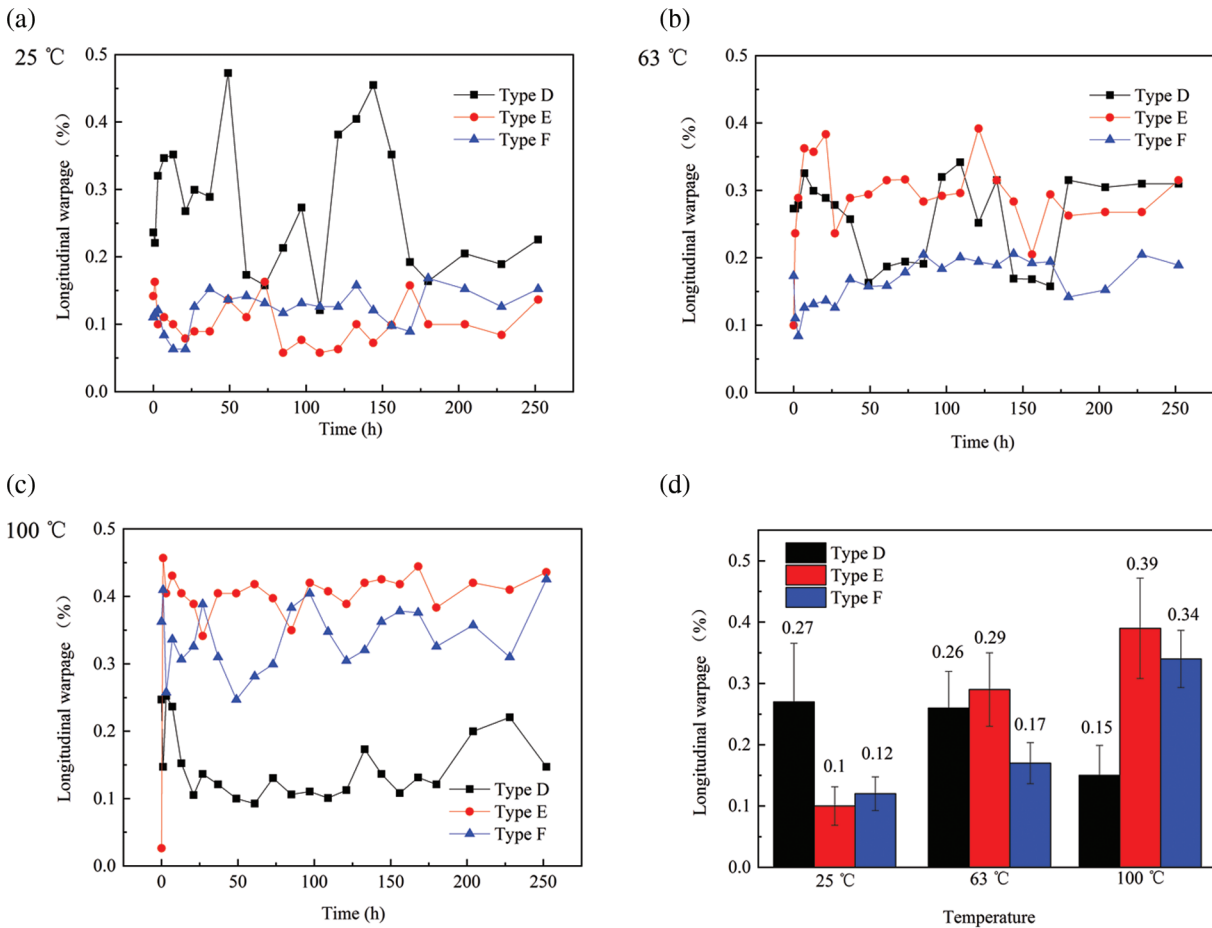 (a)
25 ℃
Longitudinal warpage (%)
0.5
0.4
0.3
0.2
0.1
0.0
Type D
Type E
Type F
0 50 100 150 200 250
Time (h)
(b)
63 ℃
Longitudinal warpage (%)
0.5
0.4
0.3
0.2
0.1
0.0
Type D
Type E
Type F
0 50 100 150 200 250
Time (h)
(c)
100 ℃
Longitudinal warpage (%)
0.5
0.4
0.3
0.2
0.1
0.0
Type D
Type E
Type F
0 50 100 150 200 250
Time (h)
(d)
Longitudinal warpage (%)
0.5
0.4
0.3
0.2
0.1
0.0
Type D
Type E
Type F
0.27
0.1
0.12
0.26
0.29
0.17
0.15
0.39
0.34
25 ℃ 63 ℃ 100 ℃
Temperature